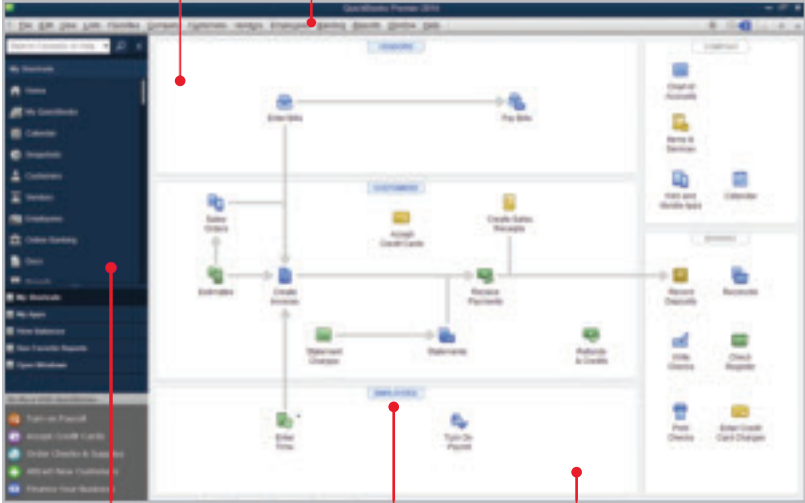 QuickBooks Premier 2014
File Edit View Lists Favorites Company Customers Vendors Employees Banking Reports Window Help
My Shortcuts
Home
My QuickBooks
Calendar
Snapshots
Customers
Vendors
Employees
Online Banking
Docs
My Shortcuts
My Apps
View Balances
Run Favorite Reports
Open Windows
Turn on Payroll
Accept Credit Cards
Order Checks & Supplies
Attract New Customers
Finance Your Business
VENDORS
Enter Bills
Pay Bills
CUSTOMERS
Sales
Orders
Accept
Credit Cards
Create Sales
Receipts
Estimates
Create
Invoices
Receive
Payments
Statement
Charges
Statements
Refunds
& Credits
EMPLOYEES
Enter
Time
Turn On
Payroll
COMPANY
Chart of
Accounts
Items &
Services
Web and
Mobile Apps
Calendar
BANKING
Record
Deposits
Reconcile
Write
Checks
Check
Register
Print
Checks
Enter Credit
Card Charges